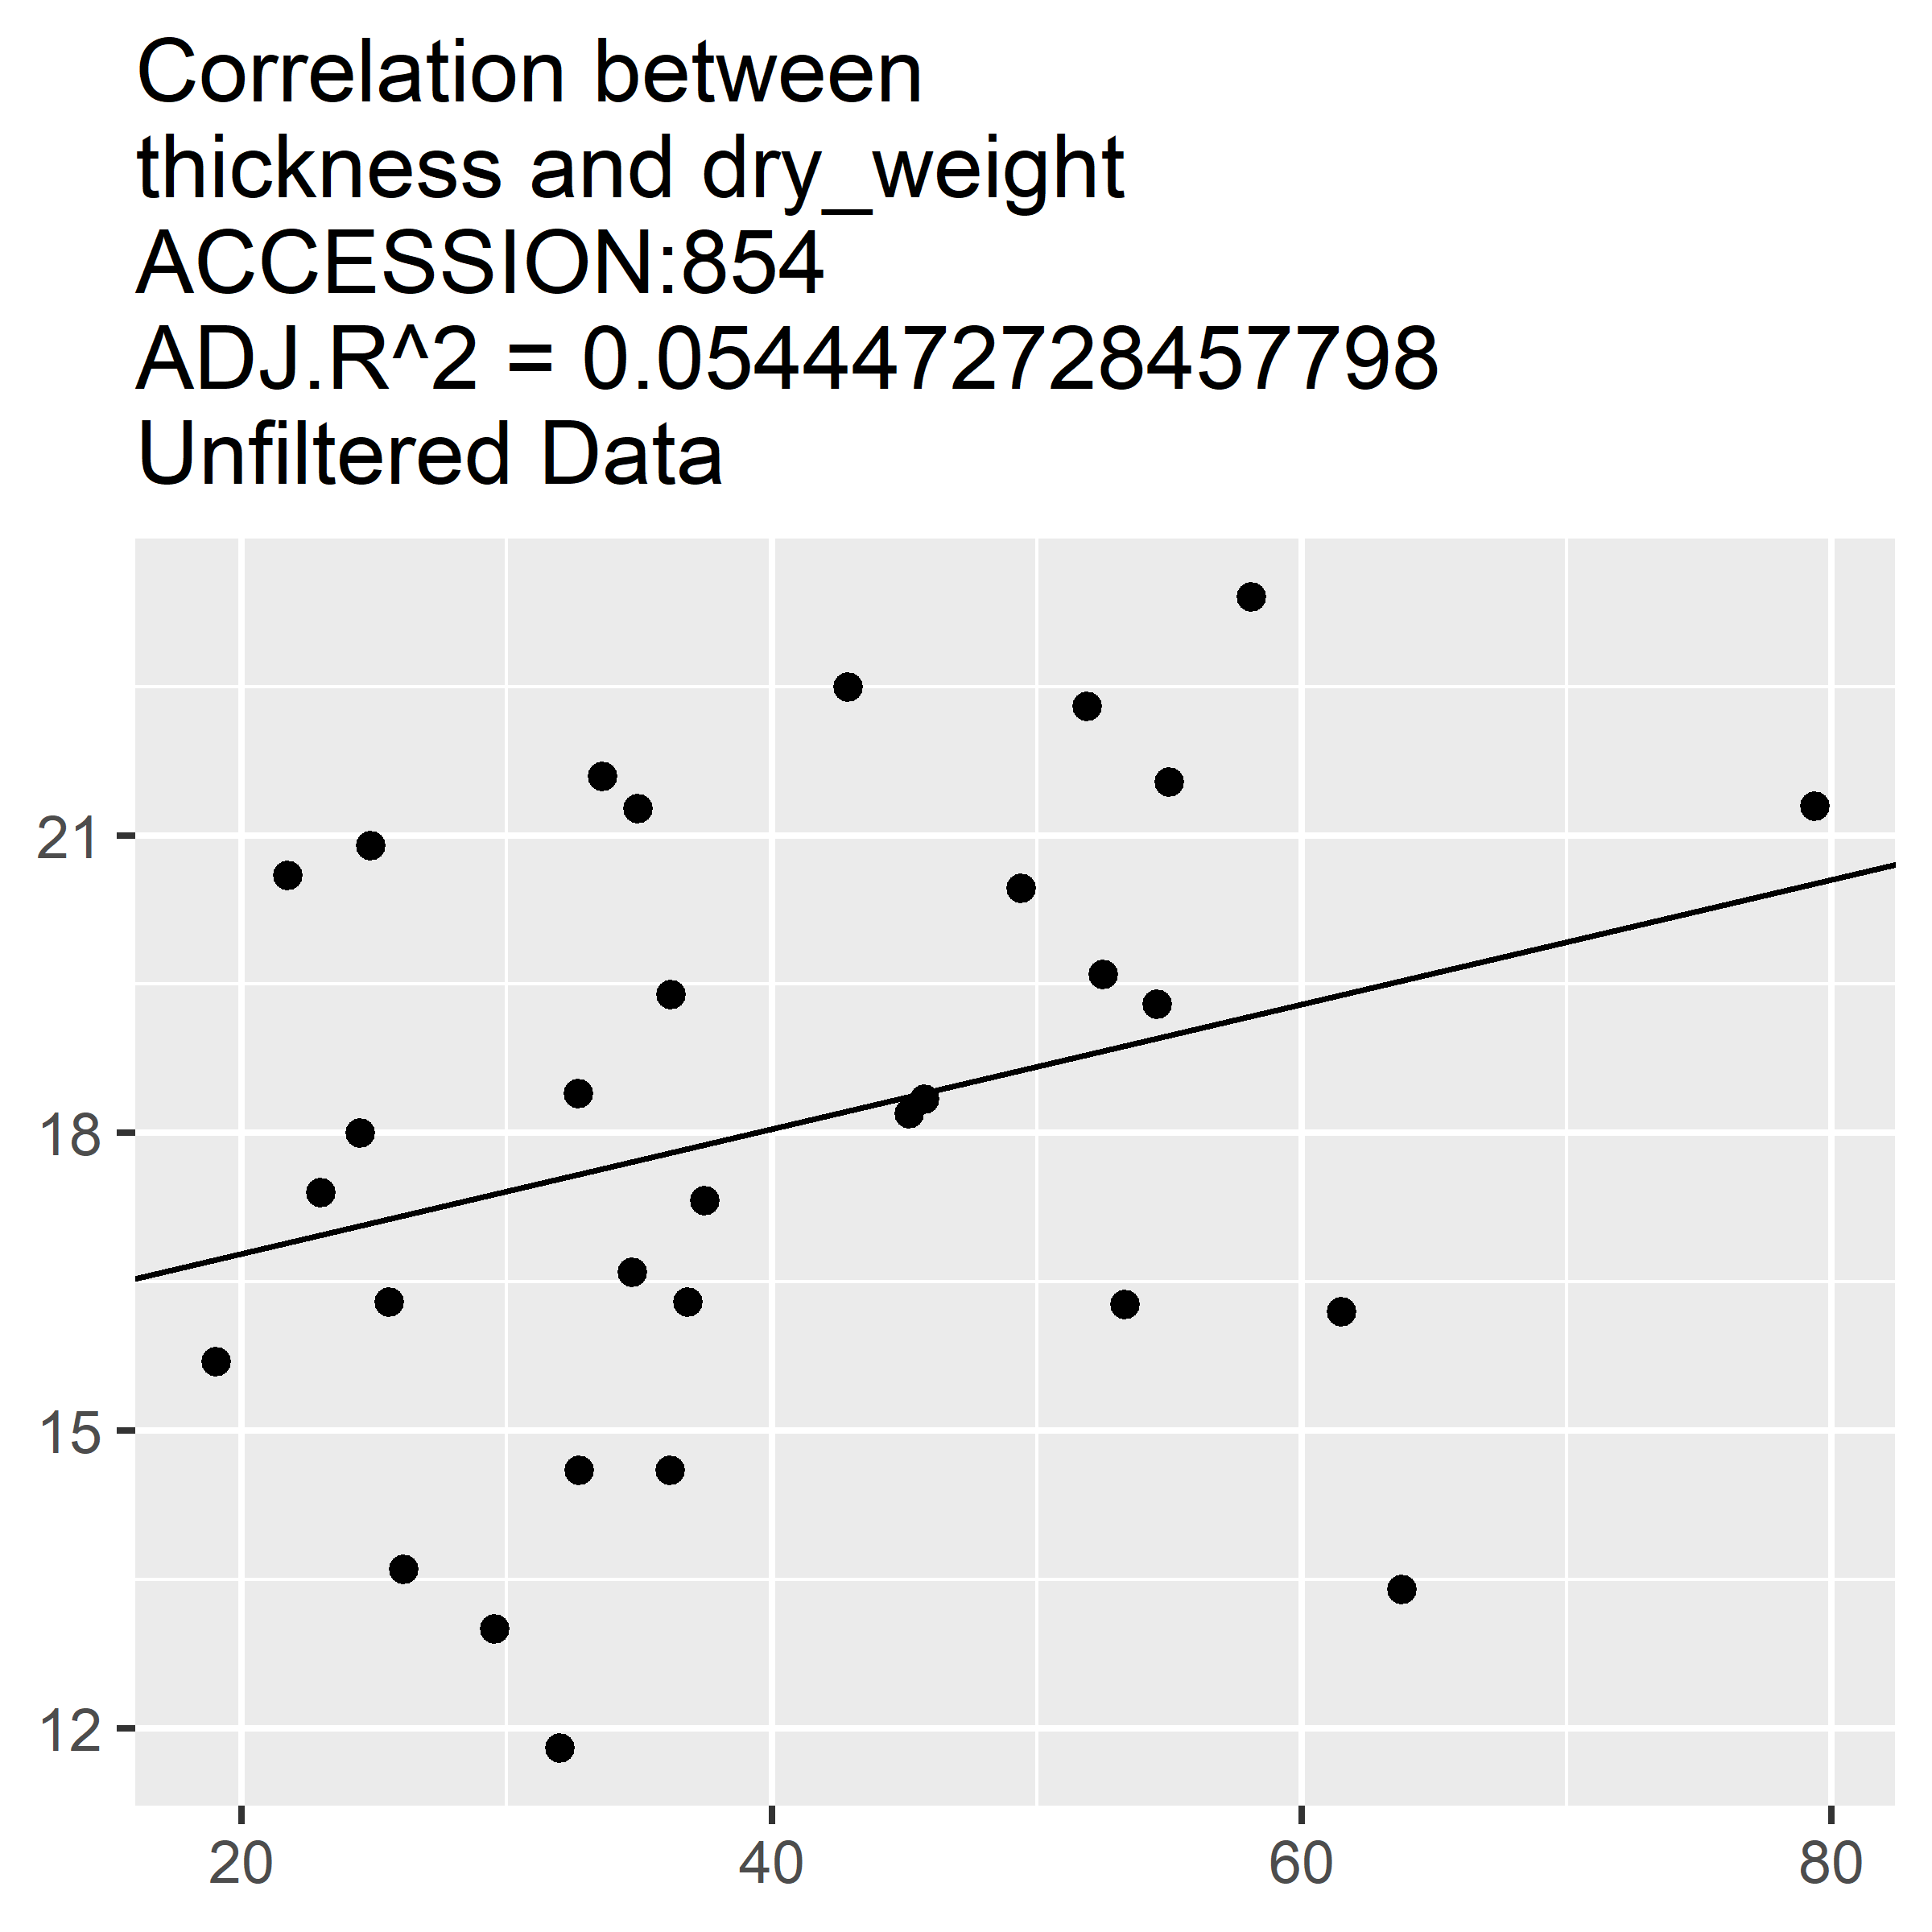 Correlation between
thickness and dry_weight
ACCESSION:854
ADJ.R^2 = 0.0544472728457798
Unfiltered Data
21
18
15
12
20 40 60 80